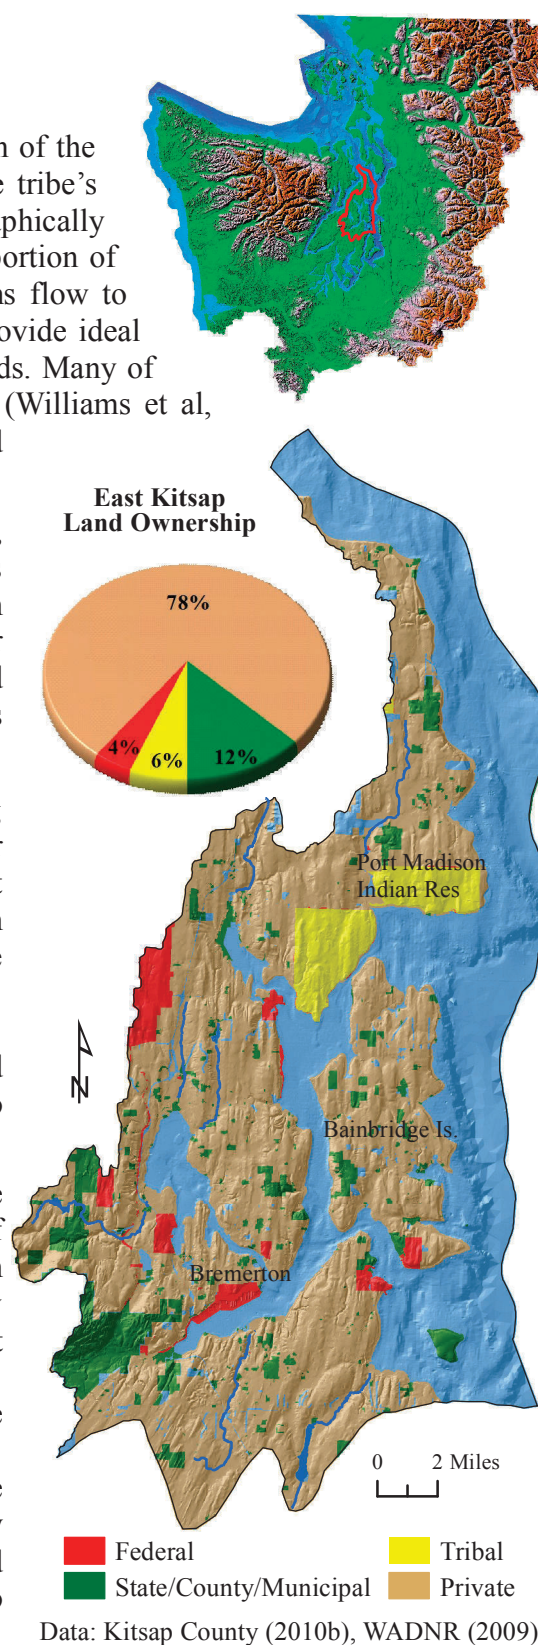 n of the
tribe's
aphically
portion of
flow to
ovide ideal
ds. Many of
(Williams et al,
East Kitsap
Land Ownership
78%
4%
6%
12%
Port Madison
Indian Res
N
Bainbridge Is.
Bremerton
0 2 Miles
Federal
Tribal
State/County/Municipal
Private
Data: Kitsap County (2010b), WADNR (2009)